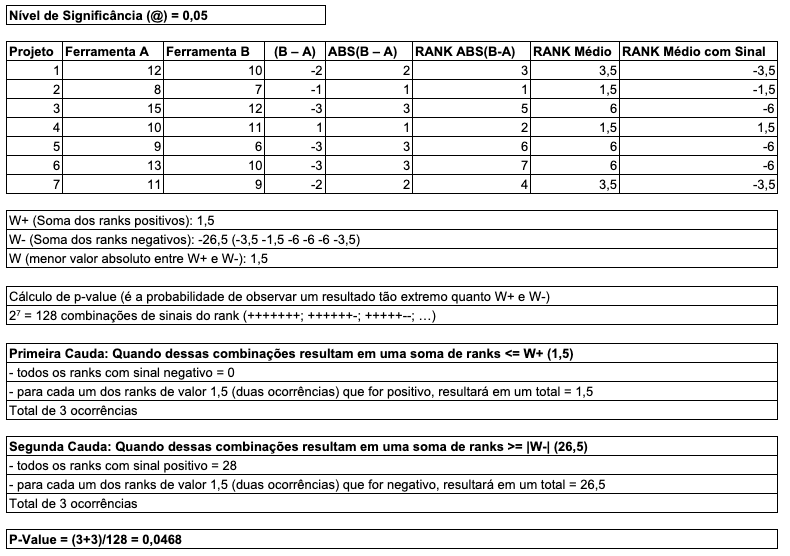 Nível de Significância (@) = 0,05
Projeto Ferramenta A Ferramenta B (B – A) ABS(B – A) RANK ABS(B-A) RANK Médio RANK Médio com Sinal
1 12 10 -2 2 3 3,5 -3,5
2 8 7 -1 1 1 1,5 -1,5
3 15 12 -3 3 5 6 -6
4 10 11 1 1 2 1,5 1,5
5 9 6 -3 3 6 6 -6
6 13 10 -3 3 7 6 -6
7 11 9 -2 2 4 3,5 -3,5
W+ (Soma dos ranks positivos): 1,5
W- (Soma dos ranks negativos): -26,5 (-3,5 -1,5 -6 -6 -6 -3,5)
W (menor valor absoluto entre W+ e W-): 1,5
Cálculo de p-value (é a probabilidade de observar um resultado tão extremo quanto W+ e W-)
2⁷ = 128 combinações de sinais do rank (+++++++; ++++++-; +++++--; …)
Primeira Cauda: Quando dessas combinações resultam em uma soma de ranks <= W+ (1,5)
- todos os ranks com sinal negativo = 0
- para cada um dos ranks de valor 1,5 (duas ocorrências) que for positivo, resultará em um total = 1,5
Total de 3 ocorrências
Segunda Cauda: Quando dessas combinações resultam em uma soma de ranks >= |W-| (26,5)
- todos os ranks com sinal positivo = 28
- para cada um dos ranks de valor 1,5 (duas ocorrências) que for negativo, resultará em um total = 26,5
Total de 3 ocorrências
P-Value = (3+3)/128 = 0,0468